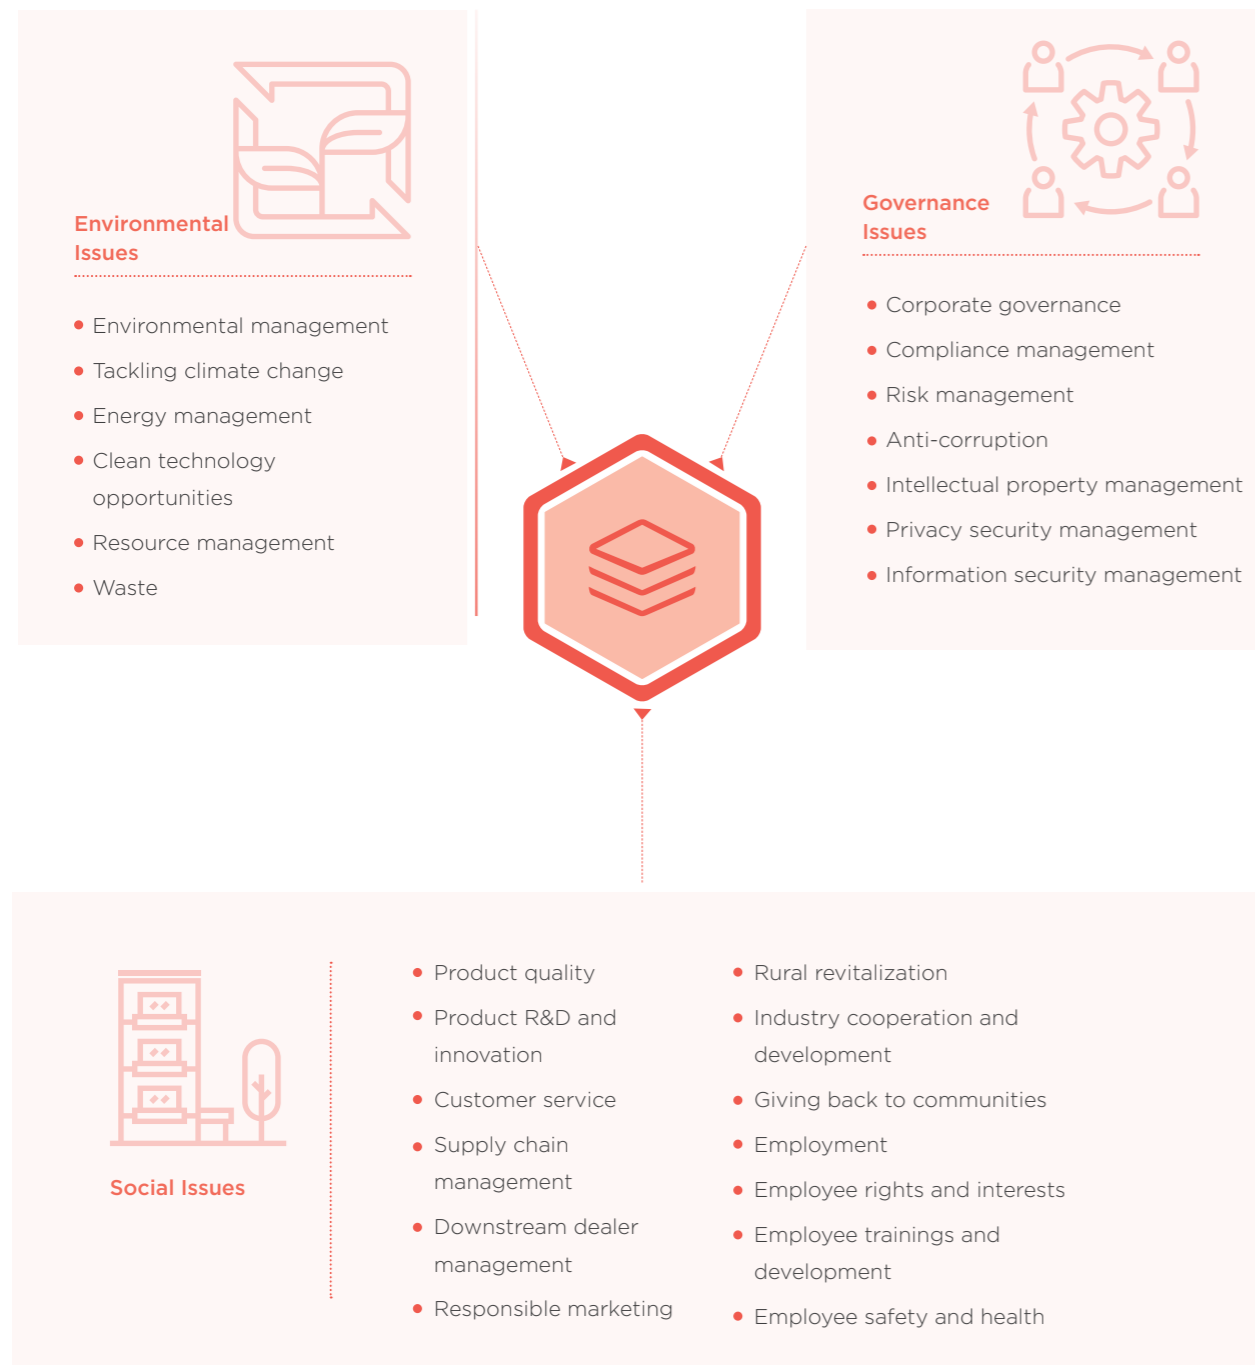 Environmental
Issues
Environmental management
Tackling climate change
Energy management
Clean technology
opportunities
Resource management
Waste
Governance
Issues
Corporate governance
Compliance management
Risk management
Anti-corruption
Intellectual property management
Privacy security management
Information security management
Social Issues
Product quality
Product R&D and
innovation
Customer service
Supply chain
management
Downstream dealer
management
Responsible marketing
Rural revitalization
Industry cooperation and
development
Giving back to communities
Employment
Employee rights and interests
Employee trainings and
development
Employee safety and health